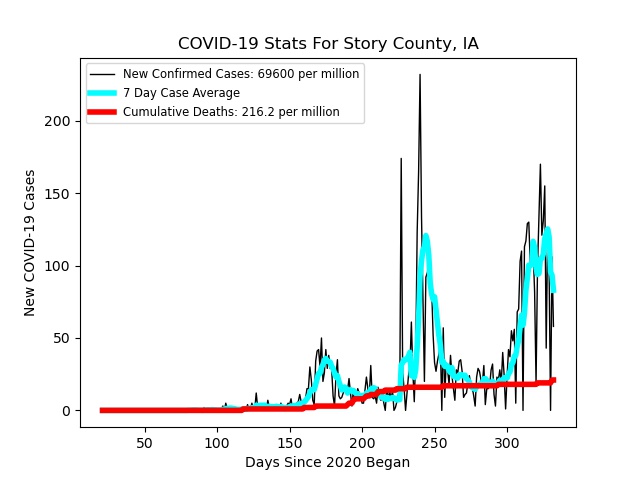 COVID-19 Stats For Story County, IA
New Confirmed Cases: 69600 per million
7 Day Case Average
Cumulative Deaths: 216.2 per million
New COVID-19 Cases
200
150
100
50
0
50 100 150 200 250 300
Days Since 2020 Began